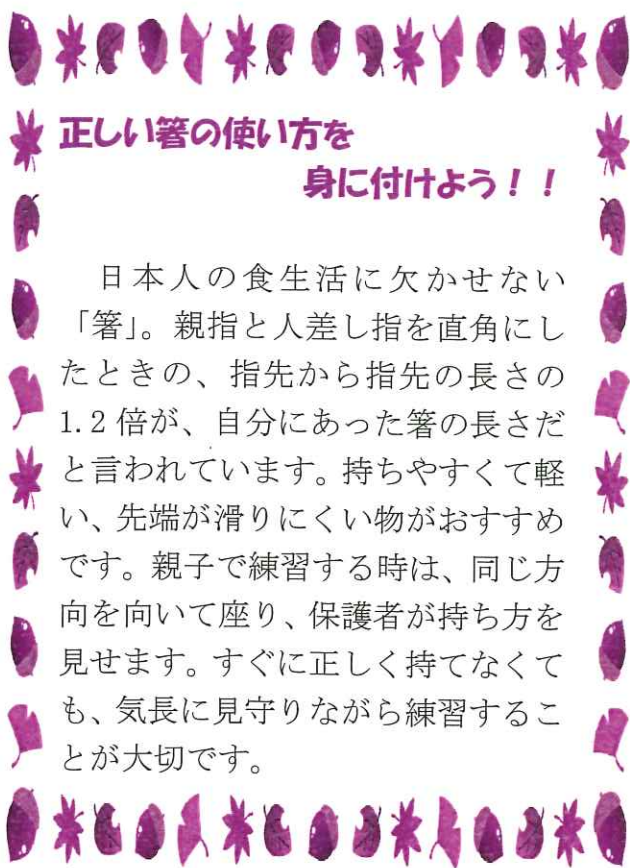 正しい箸の使い方を
身に付けよう！！
日本人の食生活に欠かせない
「箸」。親指と人差し指を直角にし
たときの、指先から指先の長さの
1.2倍が、自分にあった箸の長さだ
と言われています。持ちやすくて軽
い、先端が滑りにくい物がおすすめ
です。親子で練習する時は、同じ方
向を向いて座り、保護者が持ち方を
見せます。すぐに正しく持てなくて
も、気長に見守りながら練習するこ
とが大切です。